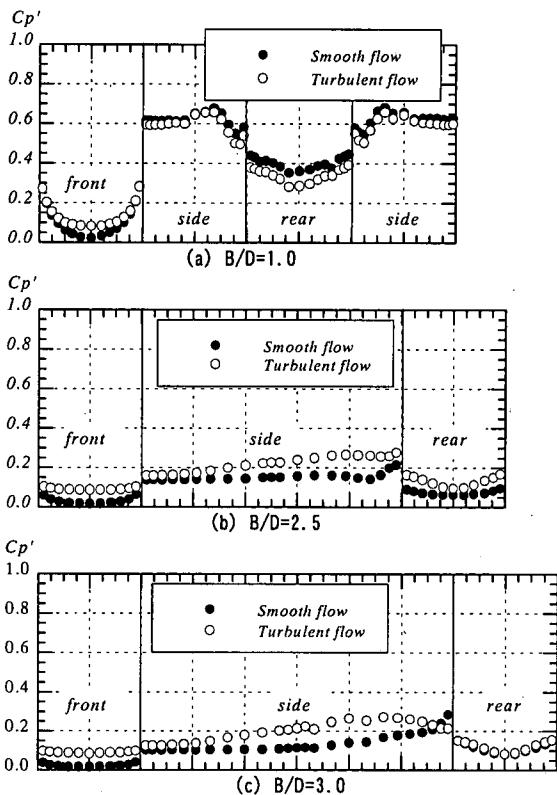 Cp'
1.0
Smooth flow
Turbulent flow
0.8
0.6
0.4
front
0.2
side
rear
side
0.0
(a) B/D=1.0
Cp'
1.0
Smooth flow
Turbulent flow
0.8
0.6
0.4
front
side
rear
0.2
0.0
(b) B/D=2.5
Cp'
1.0
Smooth flow
Turbulent flow
0.8
0.6
0.4
front
side
rear
0.2
0.0
(c) B/D=3.0